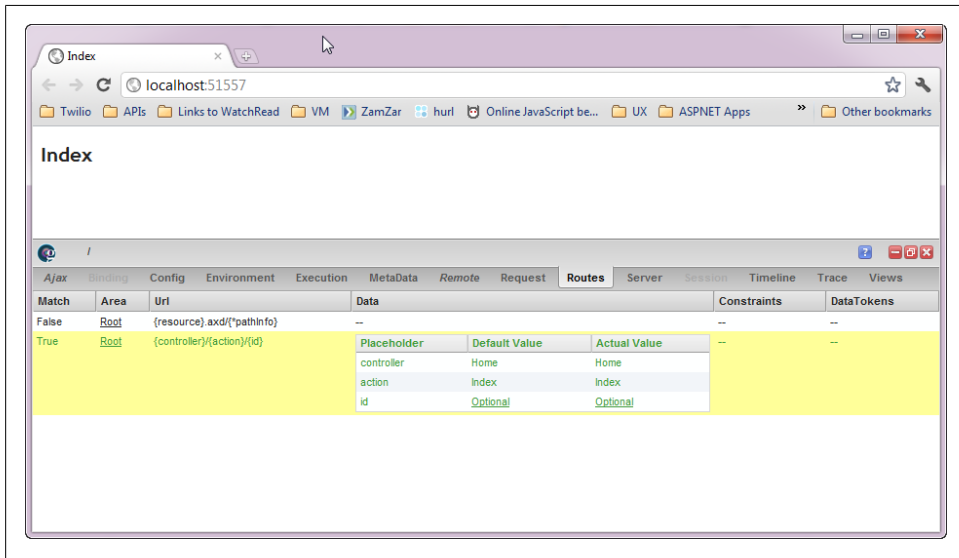 Index
localhost:51557
Twilio APIs Links to WatchRead VM ZamZar hurl Online JavaScript be... UX ASPNET Apps » Other bookmarks
Index
/ ?
Ajax Binding Config Environment Execution MetaData Remote Request Routes Server Session Timeline Trace Views
Match Area Url Data Constraints DataTokens
False Root {resource}.axd/{*pathInfo} -- -- --
True Root {controller}/{action}/{id} Placeholder Default Value Actual Value -- --
controller Home Home
action Index Index
id Optional Optional